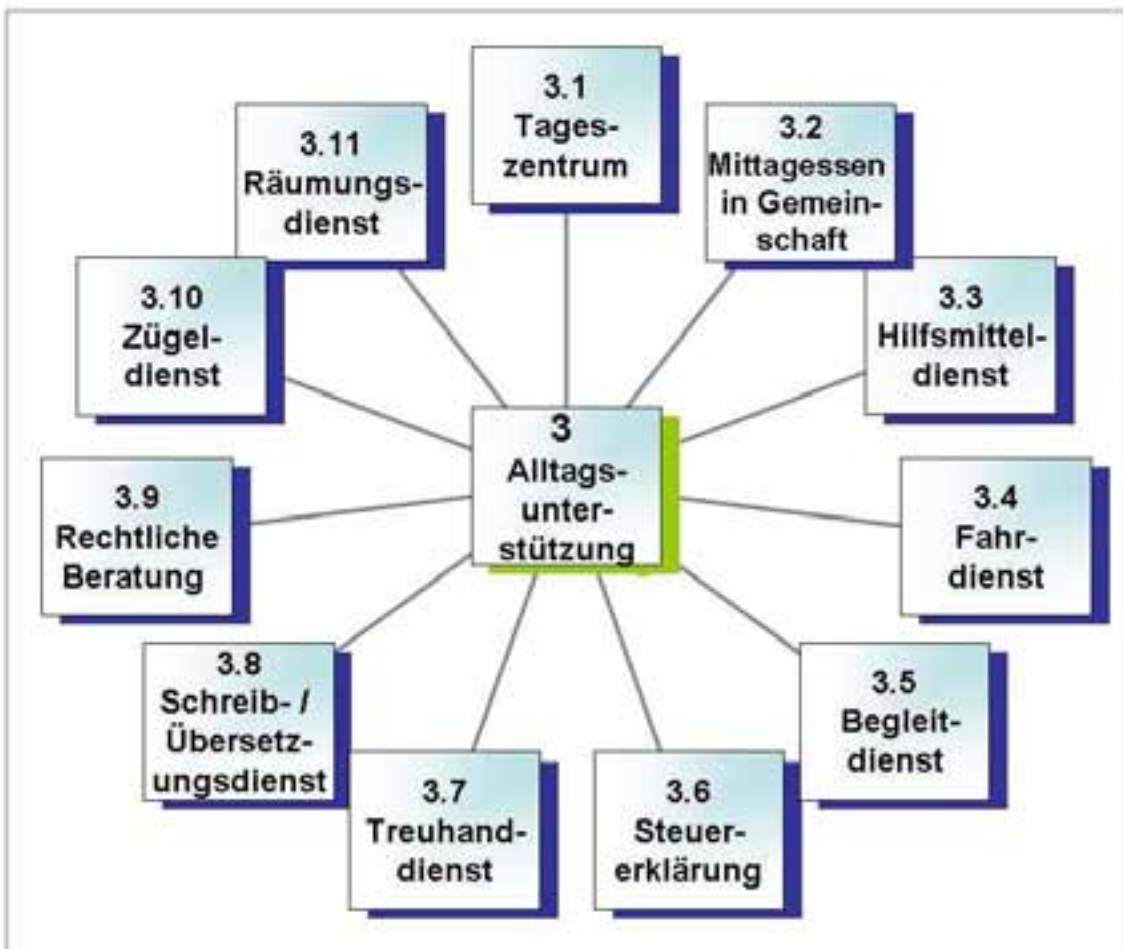 3
Alltags-
unter-
stützung
3.1
Tages-
zentrum
3.2
Mittagessen
in Gemein-
schaft
3.3
Hilfsmittel-
dienst
3.4
Fahr-
dienst
3.5
Begleit-
dienst
3.6
Steuer-
erklärung
3.7
Treuhand-
dienst
3.8
Schreib- /
Übersetz-
ungsdienst
3.9
Rechtliche
Beratung
3.10
Zügel-
dienst
3.11
Räumungs-
dienst